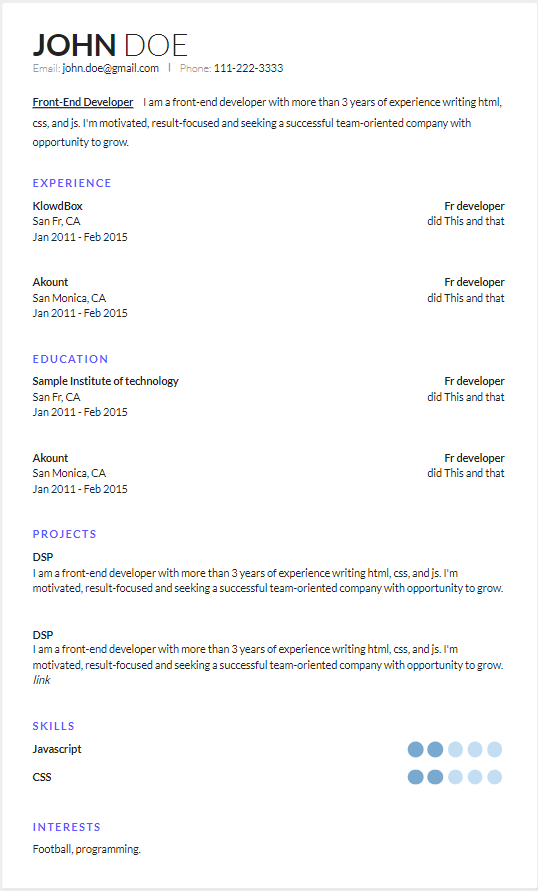 JOHN DOE
Email: john.doe@gmail.com | Phone: 111-222-3333
Front-End Developer I am a front-end developer with more than 3 years of experience writing html,
css, and js. I'm motivated, result-focused and seeking a successful team-oriented company with
opportunity to grow.
EXPERIENCE
KlowdBox Fr developer
San Fr, CA did This and that
Jan 2011 - Feb 2015
Akount Fr developer
San Monica, CA did This and that
Jan 2011 - Feb 2015
EDUCATION
Sample Institute of technology Fr developer
San Fr, CA did This and that
Jan 2011 - Feb 2015
Akount Fr developer
San Monica, CA did This and that
Jan 2011 - Feb 2015
PROJECTS
DSP
I am a front-end developer with more than 3 years of experience writing html, css, and js. I'm
motivated, result-focused and seeking a successful team-oriented company with opportunity to grow.
DSP
I am a front-end developer with more than 3 years of experience writing html, css, and js. I'm
motivated, result-focused and seeking a successful team-oriented company with opportunity to grow.
link
SKILLS
Javascript
CSS
INTERESTS
Football, programming.